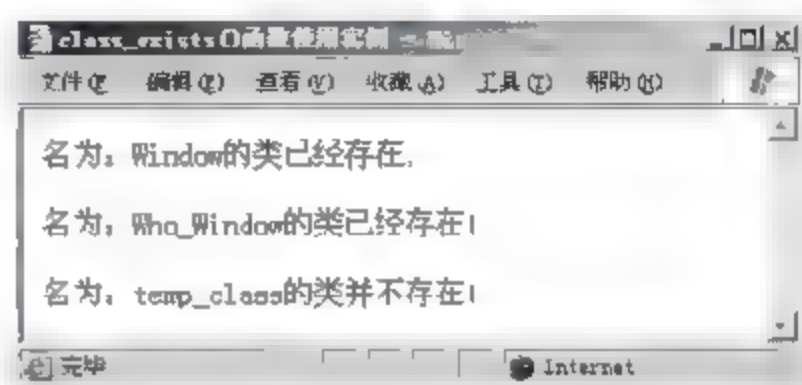 class_exists()函数使用实例
文件(F) 编辑(E) 查看(V) 收藏(A) 工具(T) 帮助(H)
名为：Window的类已经存在！
名为：Who_Window的类已经存在！
名为：temp_class的类并不存在！
完毕 Internet